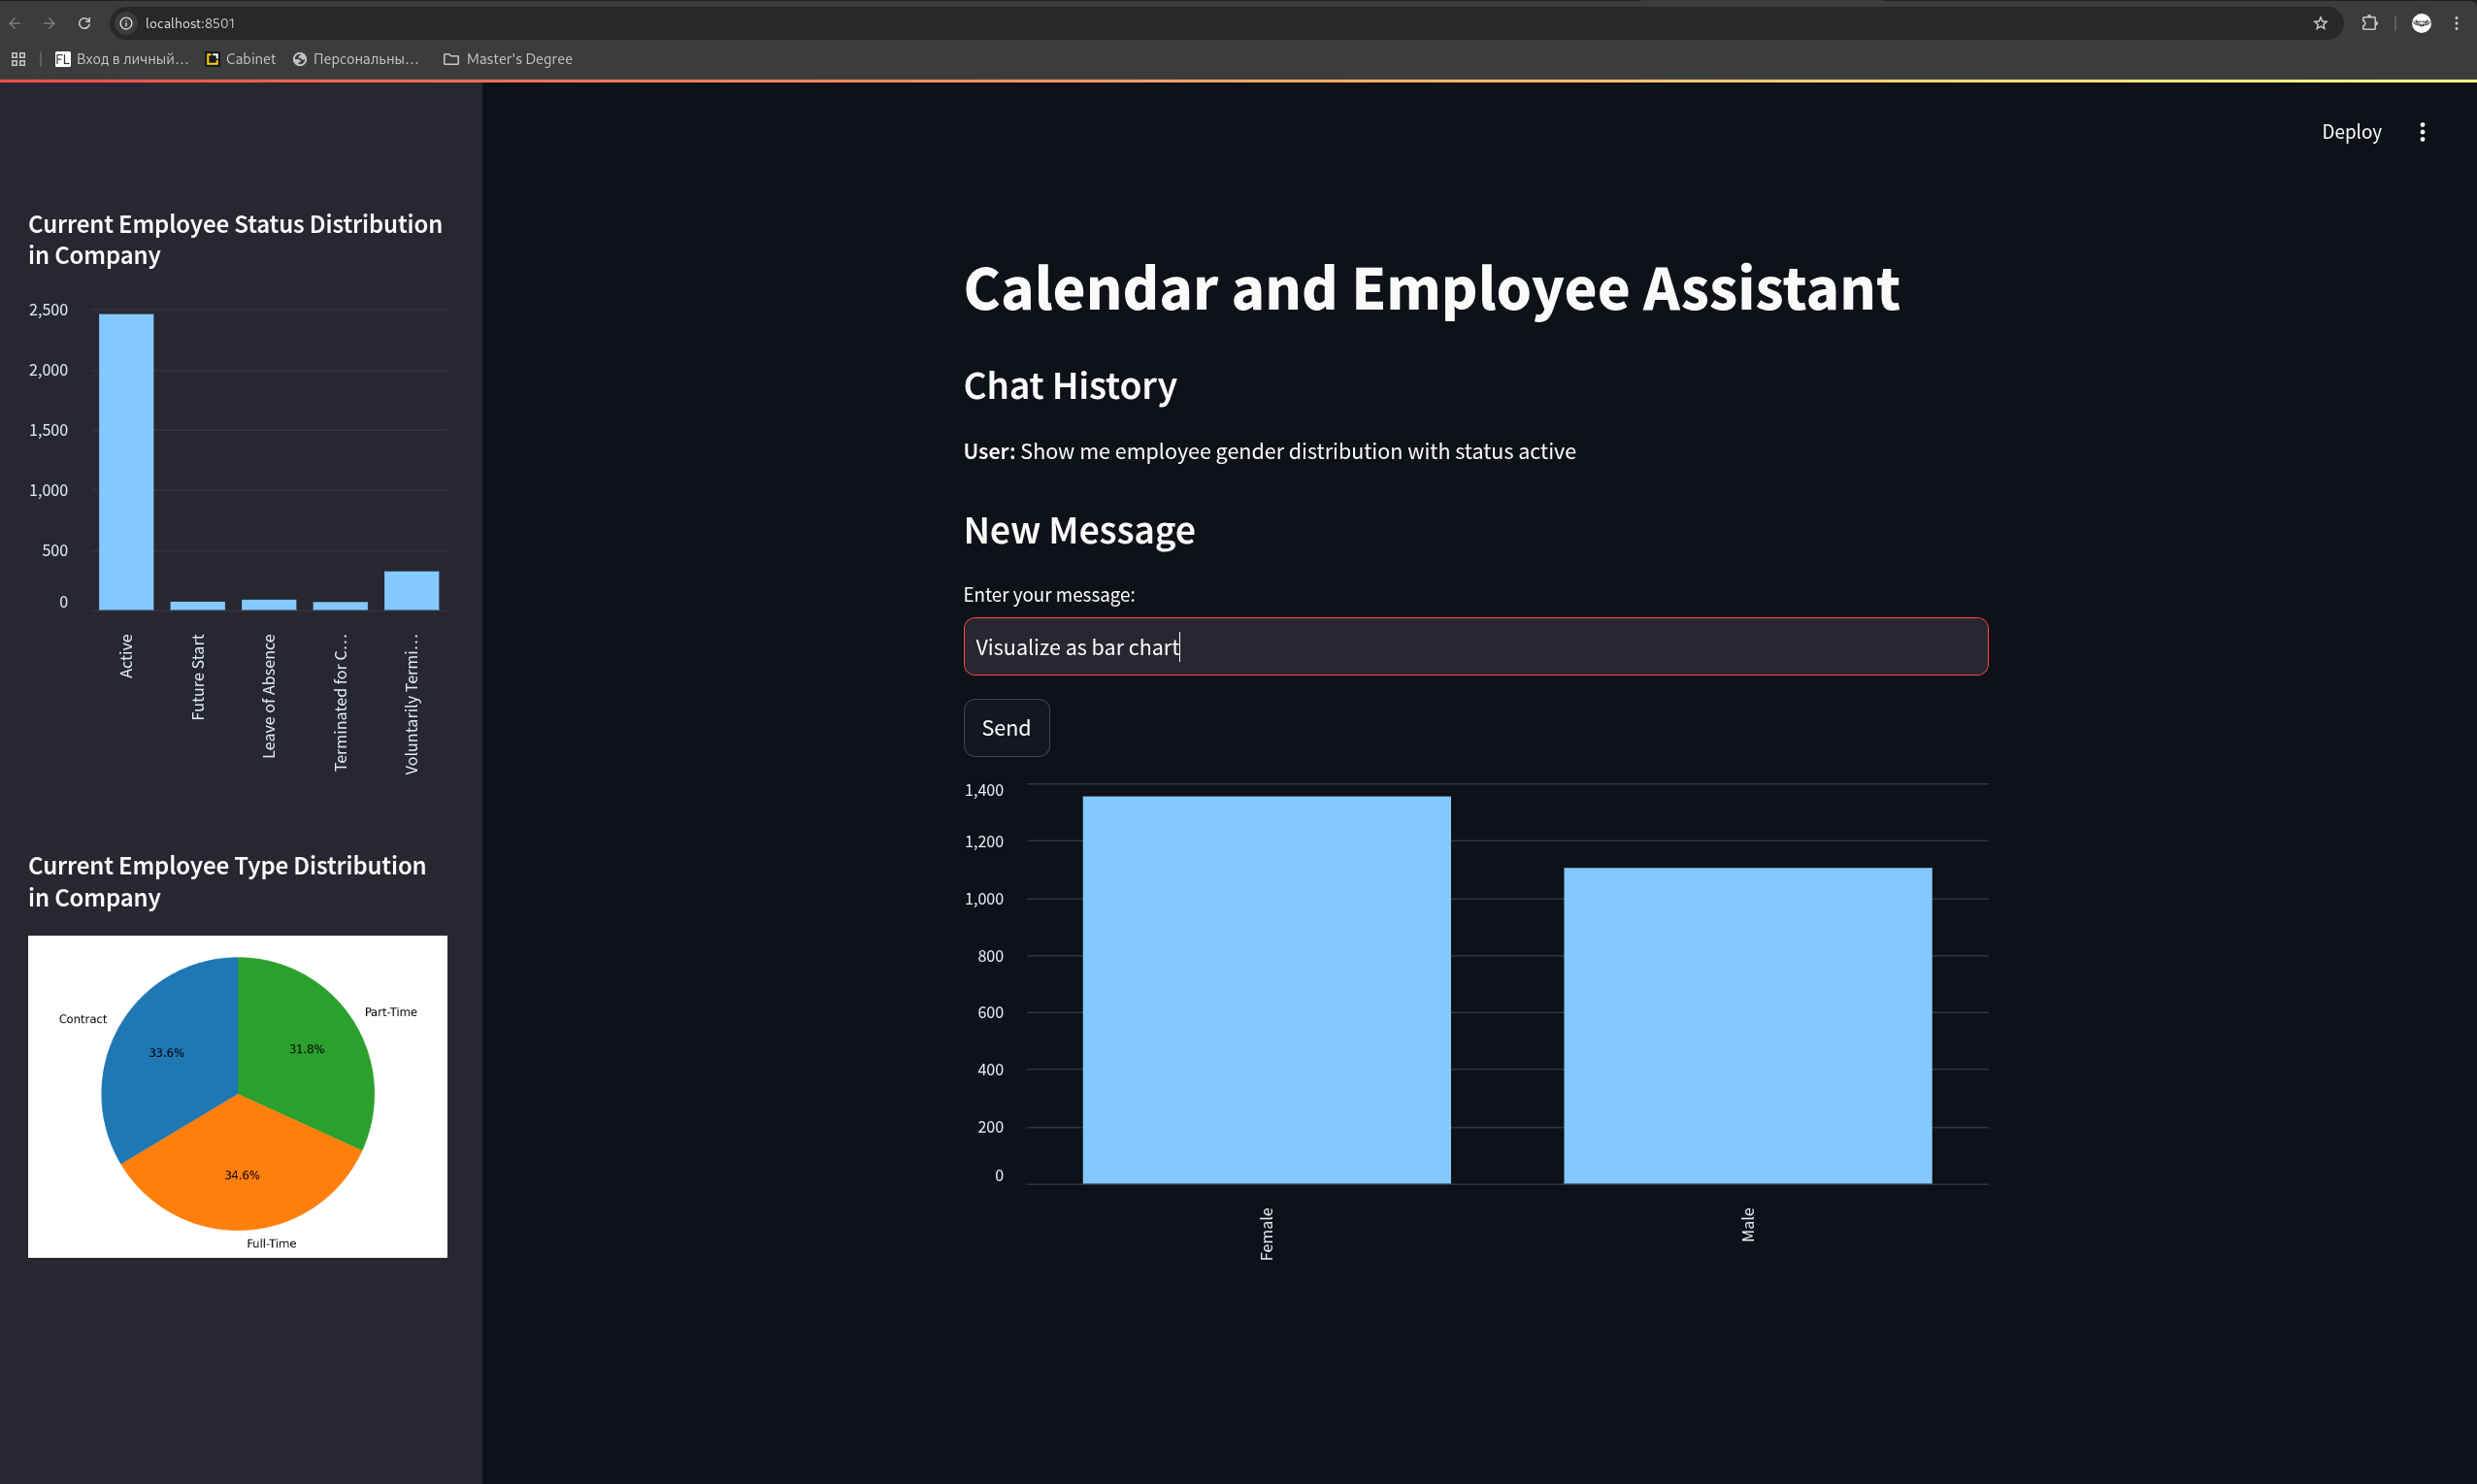 localhost:8501
FL Вход в личный… Cabinet Персональны… Master's Degree
Deploy
Current Employee Status Distribution
in Company
2,500
2,000
1,500
1,000
500
0
Active
Future Start
Leave of Absence
Terminated for C…
Voluntarily Termi…
Current Employee Type Distribution
in Company
Contract
Part-Time
33.6%
31.8%
34.6%
Full-Time
Calendar and Employee Assistant
Chat History
User: Show me employee gender distribution with status active
New Message
Enter your message:
Visualize as bar chart
Send
1,400
1,200
1,000
800
600
400
200
0
Female
Male